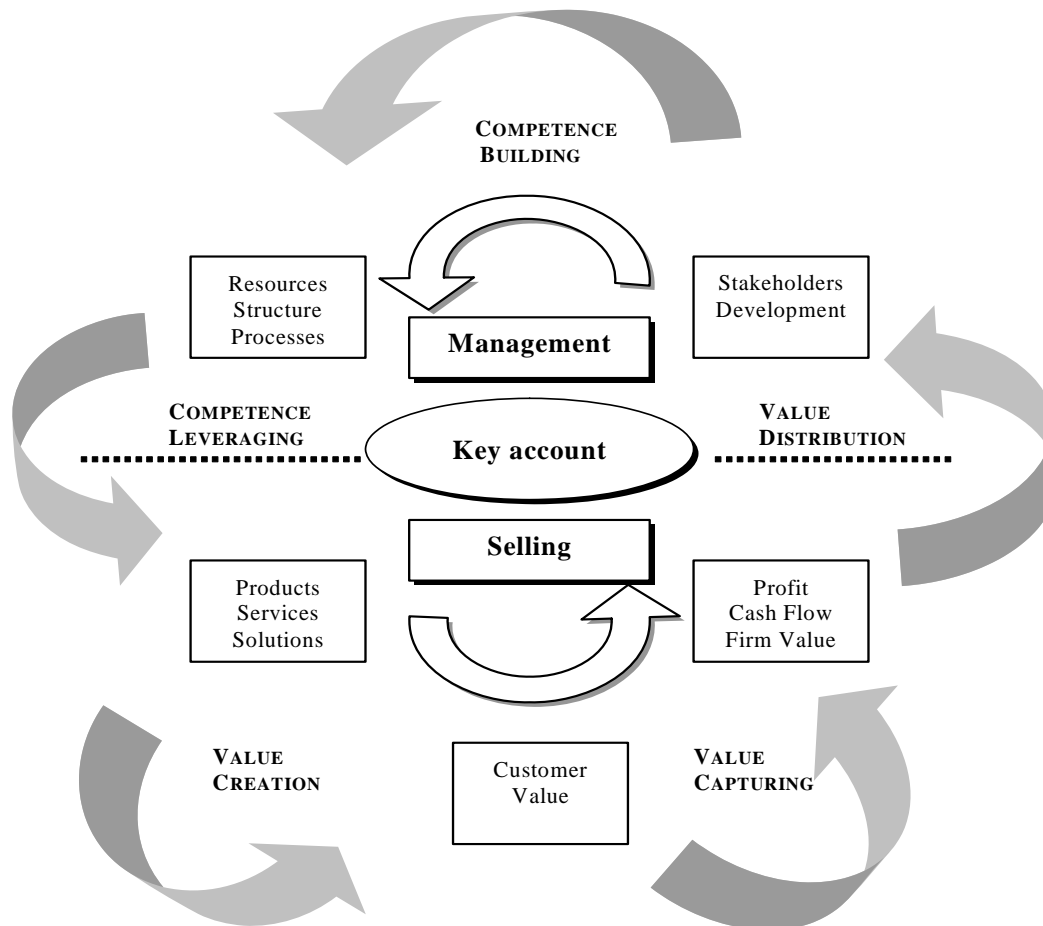 COMPETENCE
BUILDING
Resources
Structure
Processes
Stakeholders
Development
Management
COMPETENCE
LEVERAGING
Key account
VALUE
DISTRIBUTION
Selling
Products
Services
Solutions
Profit
Cash Flow
Firm Value
VALUE
CREATION
Customer
Value
VALUE
CAPTURING